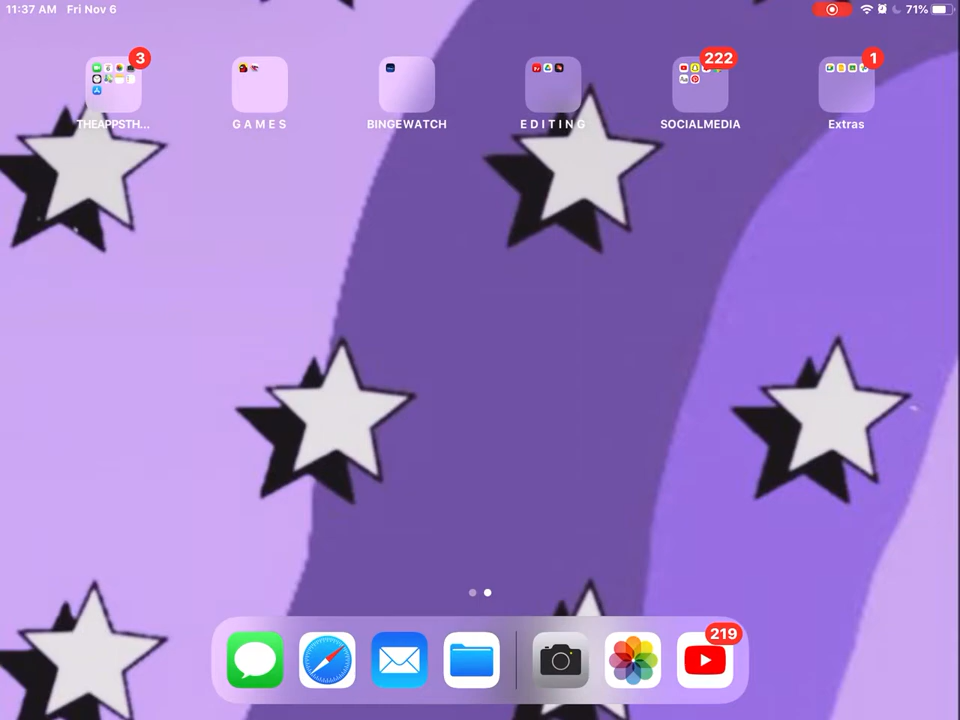 11:37 AM Fri Nov 6
71%
3
222
1
THEAPPSTH...
G A M E S
BINGEWATCH
E D I T I N G
SOCIALMEDIA
Extras
219